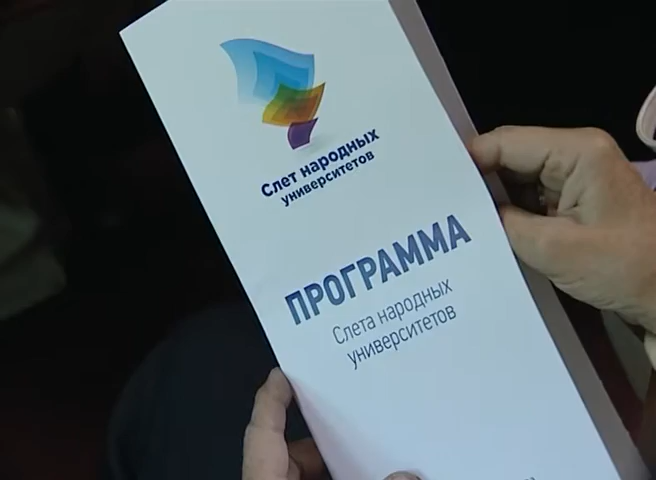 Слет народных
университетов
ПРОГРАММА
Слета народных
университетов